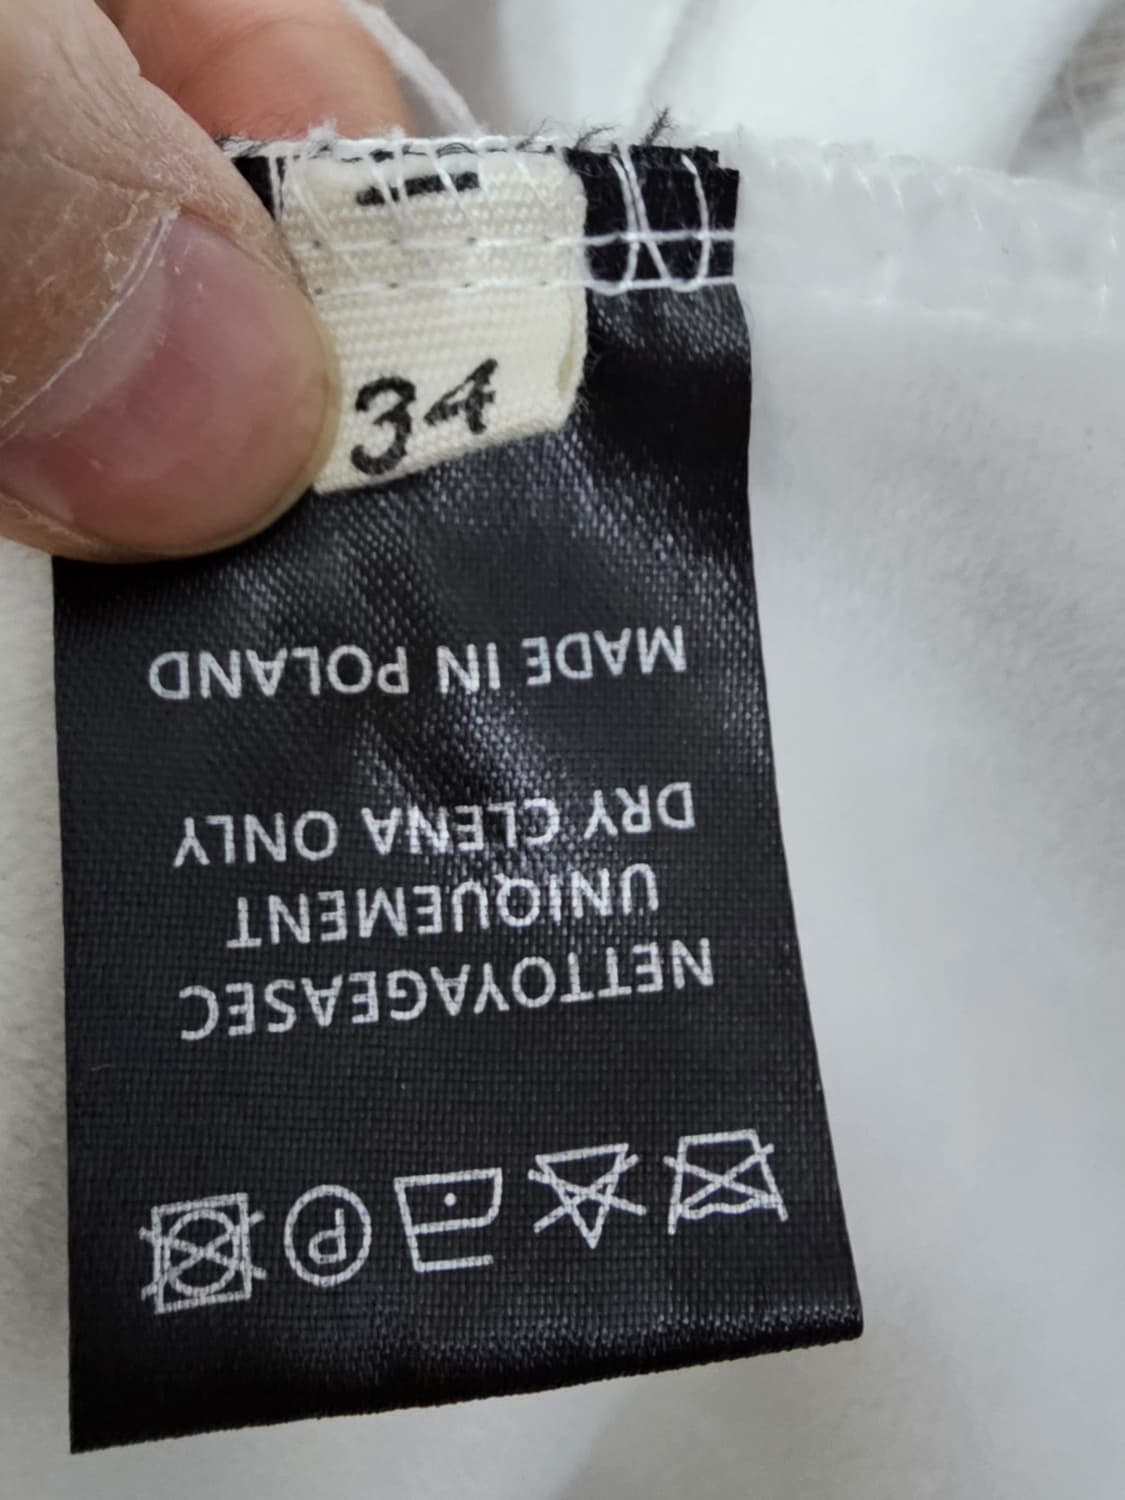 34
NETTOYAGEASEC
UNIQUEMENT
DRY CLENA ONLY
MADE IN POLAND
P